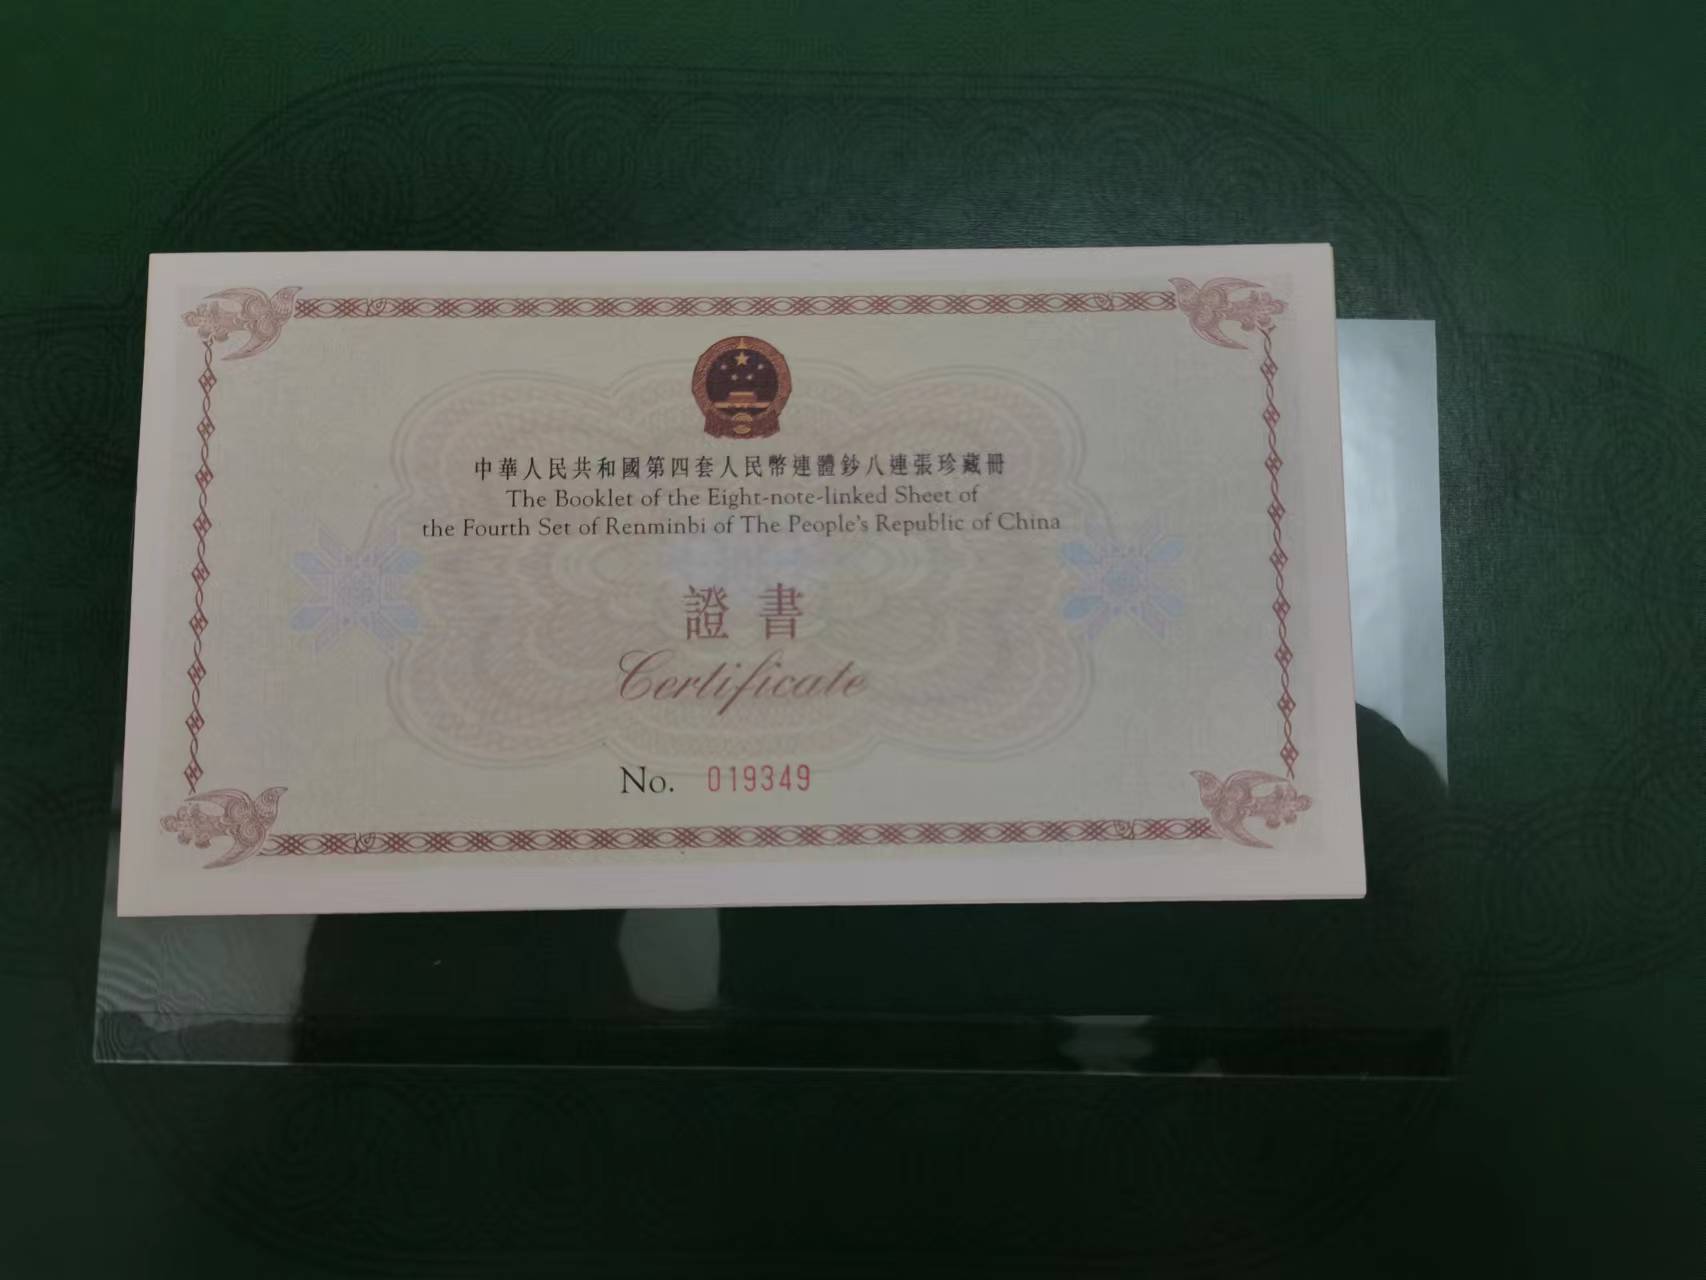 中華人民共和國第四套人民幣連體鈔八連張珍藏冊
The Booklet of the Eight-note-linked Sheet of
the Fourth Set of Renminbi of The People's Republic of China
證書
Certificate
No. 019349